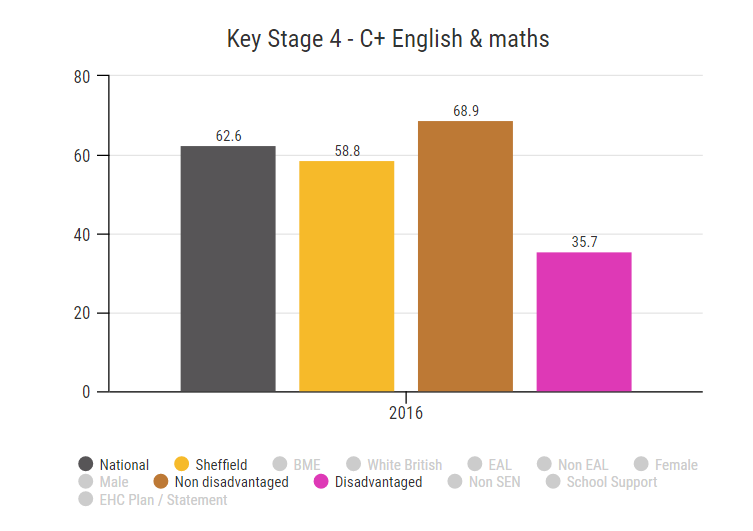 Key Stage 4 - C+ English & maths
80
68.9
62.6
60
58.8
40
35.7
20
0
2016
National Sheffield BME White British EAL Non EAL Female
Male Non disadvantaged Disadvantaged Non SEN School Support
EHC Plan / Statement